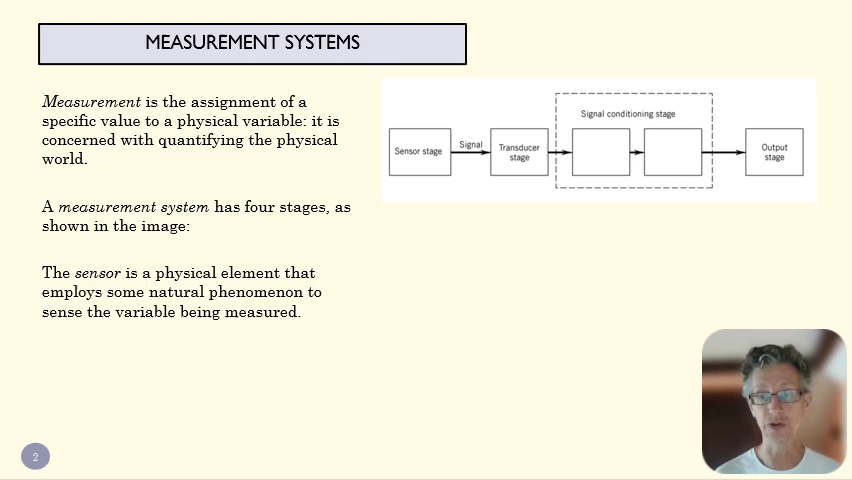 MEASUREMENT SYSTEMS
Measurement is the assignment of a
specific value to a physical variable: it is
concerned with quantifying the physical
world.
A measurement system has four stages, as
shown in the image:
The sensor is a physical element that
employs some natural phenomenon to
sense the variable being measured.
Signal conditioning stage
Sensor stage
Signal
Transducer
stage
Output
stage
2